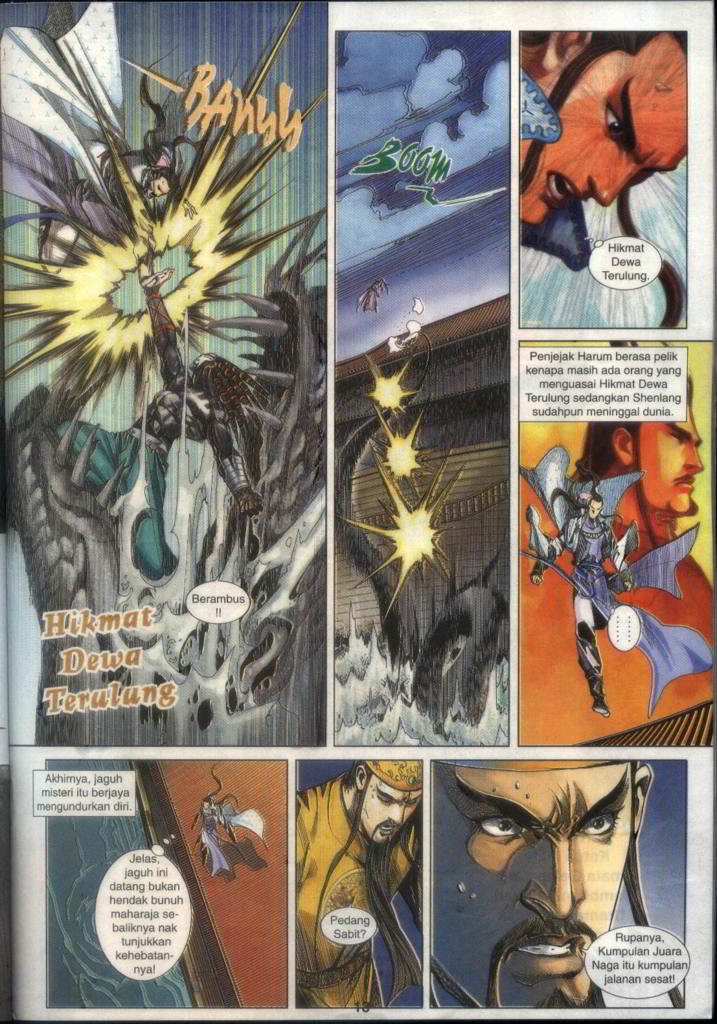 BANGG
BOOM
Hikmat
Dewa
Terulung.
Berambus
!!
Hikmat
Dewa
Terulung
Penjejak Harum berasa pelik
kenapa masih ada orang yang
menguasai Hikmat Dewa
Terulung sedangkan Shenlang
sudahpun meninggal dunia.
Akhirnya, jaguh
misteri itu berjaya
mengundurkan diri.
Jelas,
jaguh ini
datang bukan
hendak bunuh
maharaja se-
baliknya nak
tunjukkan
kehebatan-
nya!
Pedang
Sabit?
Rupanya,
Kumpulan Juara
Naga itu kumpulan
jalanan sesat!